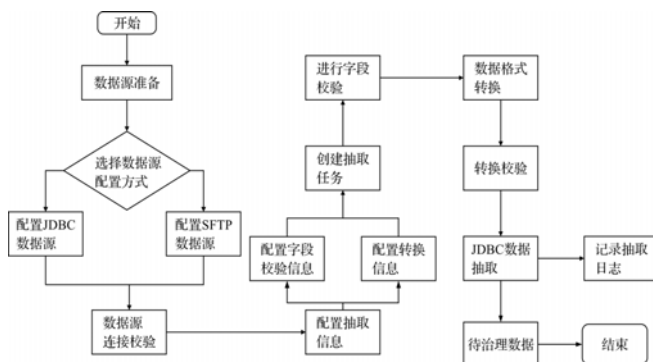 开始
数据源准备
选择数据源
配置方式
配置JDBC
数据源
配置SFTP
数据源
数据源
连接校验
配置抽取
信息
配置字段
校验信息
配置转换
信息
创建抽取
任务
进行字段
校验
数据格式
转换
转换校验
JDBC数据
抽取
记录抽取
日志
待治理数据
结束